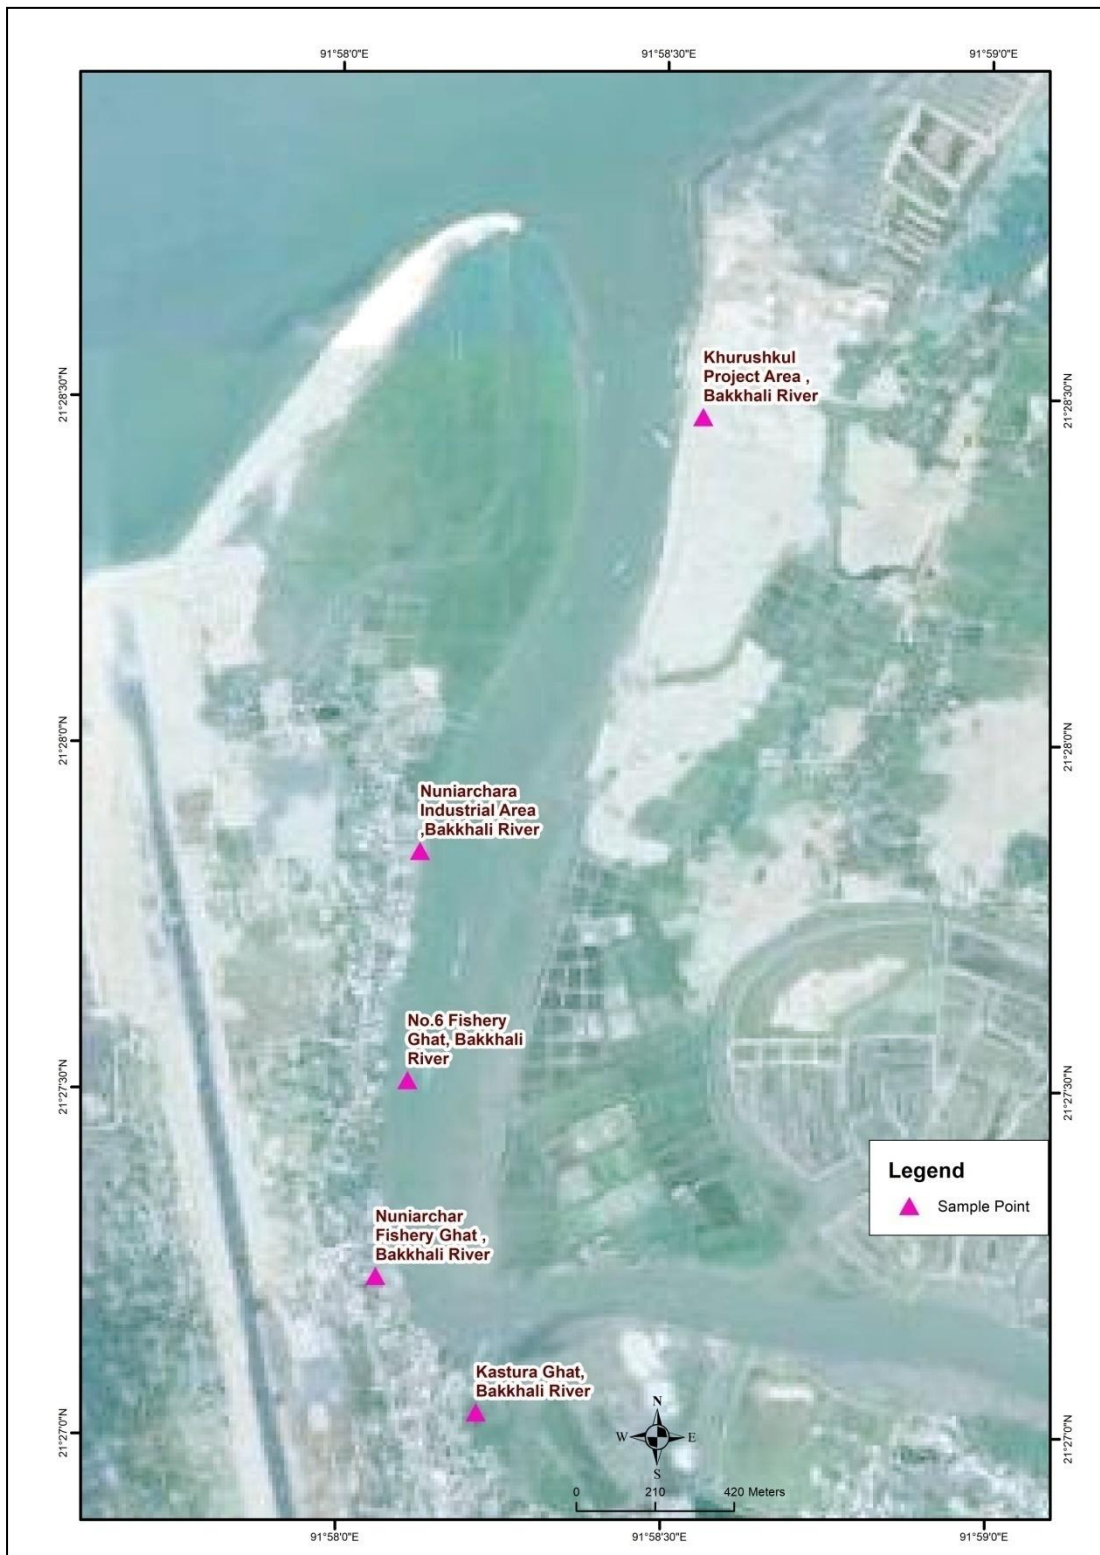 91°58'0"E
91°58'30"E
91°59'0"E
21°28'30"N
21°28'30"N
Khurushkul
Project Area ,
Bakkhali River
21°28'0"N
21°28'0"N
Nuniarchara
Industrial Area
,Bakkhali River
No.6 Fishery
Ghat, Bakkhali
River
21°27'30"N
21°27'30"N
Legend
Sample Point
Nuniarchar
Fishery Ghat ,
Bakkhali River
Kastura Ghat,
Bakkhali River
21°27'0"N
21°27'0"N
N
W E
S
0 210 420 Meters
91°58'0"E
91°58'30"E
91°59'0"E